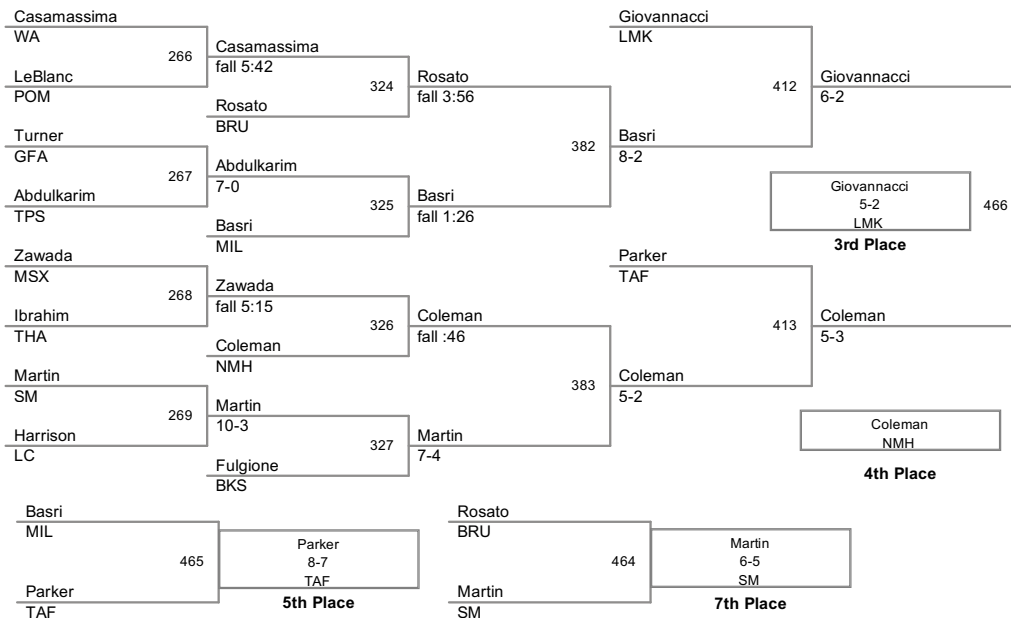 Casamassima
WA
266
LeBlanc
POM
Casamassima
fall 5:42
324
Rosato
BRU
Turner
GFA
267
Abdulkarim
TPS
Abdulkarim
7-0
325
Basri
MIL
Rosato
fall 3:56
382
Basri
fall 1:26
Zawada
MSX
268
Ibrahim
THA
Zawada
fall 5:15
326
Coleman
NMH
Martin
SM
269
Harrison
LC
Martin
10-3
327
Fulgione
BKS
Coleman
fall :46
383
Martin
7-4
Giovannacci
LMK
412
Basri
8-2
Giovannacci
6-2
Giovannacci
5-2
LMK
466
3rd Place
Parker
TAF
413
Coleman
5-2
Coleman
5-3
Coleman
NMH
4th Place
Basri
MIL
465
Parker
TAF
Parker
8-7
TAF
5th Place
Rosato
BRU
464
Martin
SM
Martin
6-5
SM
7th Place